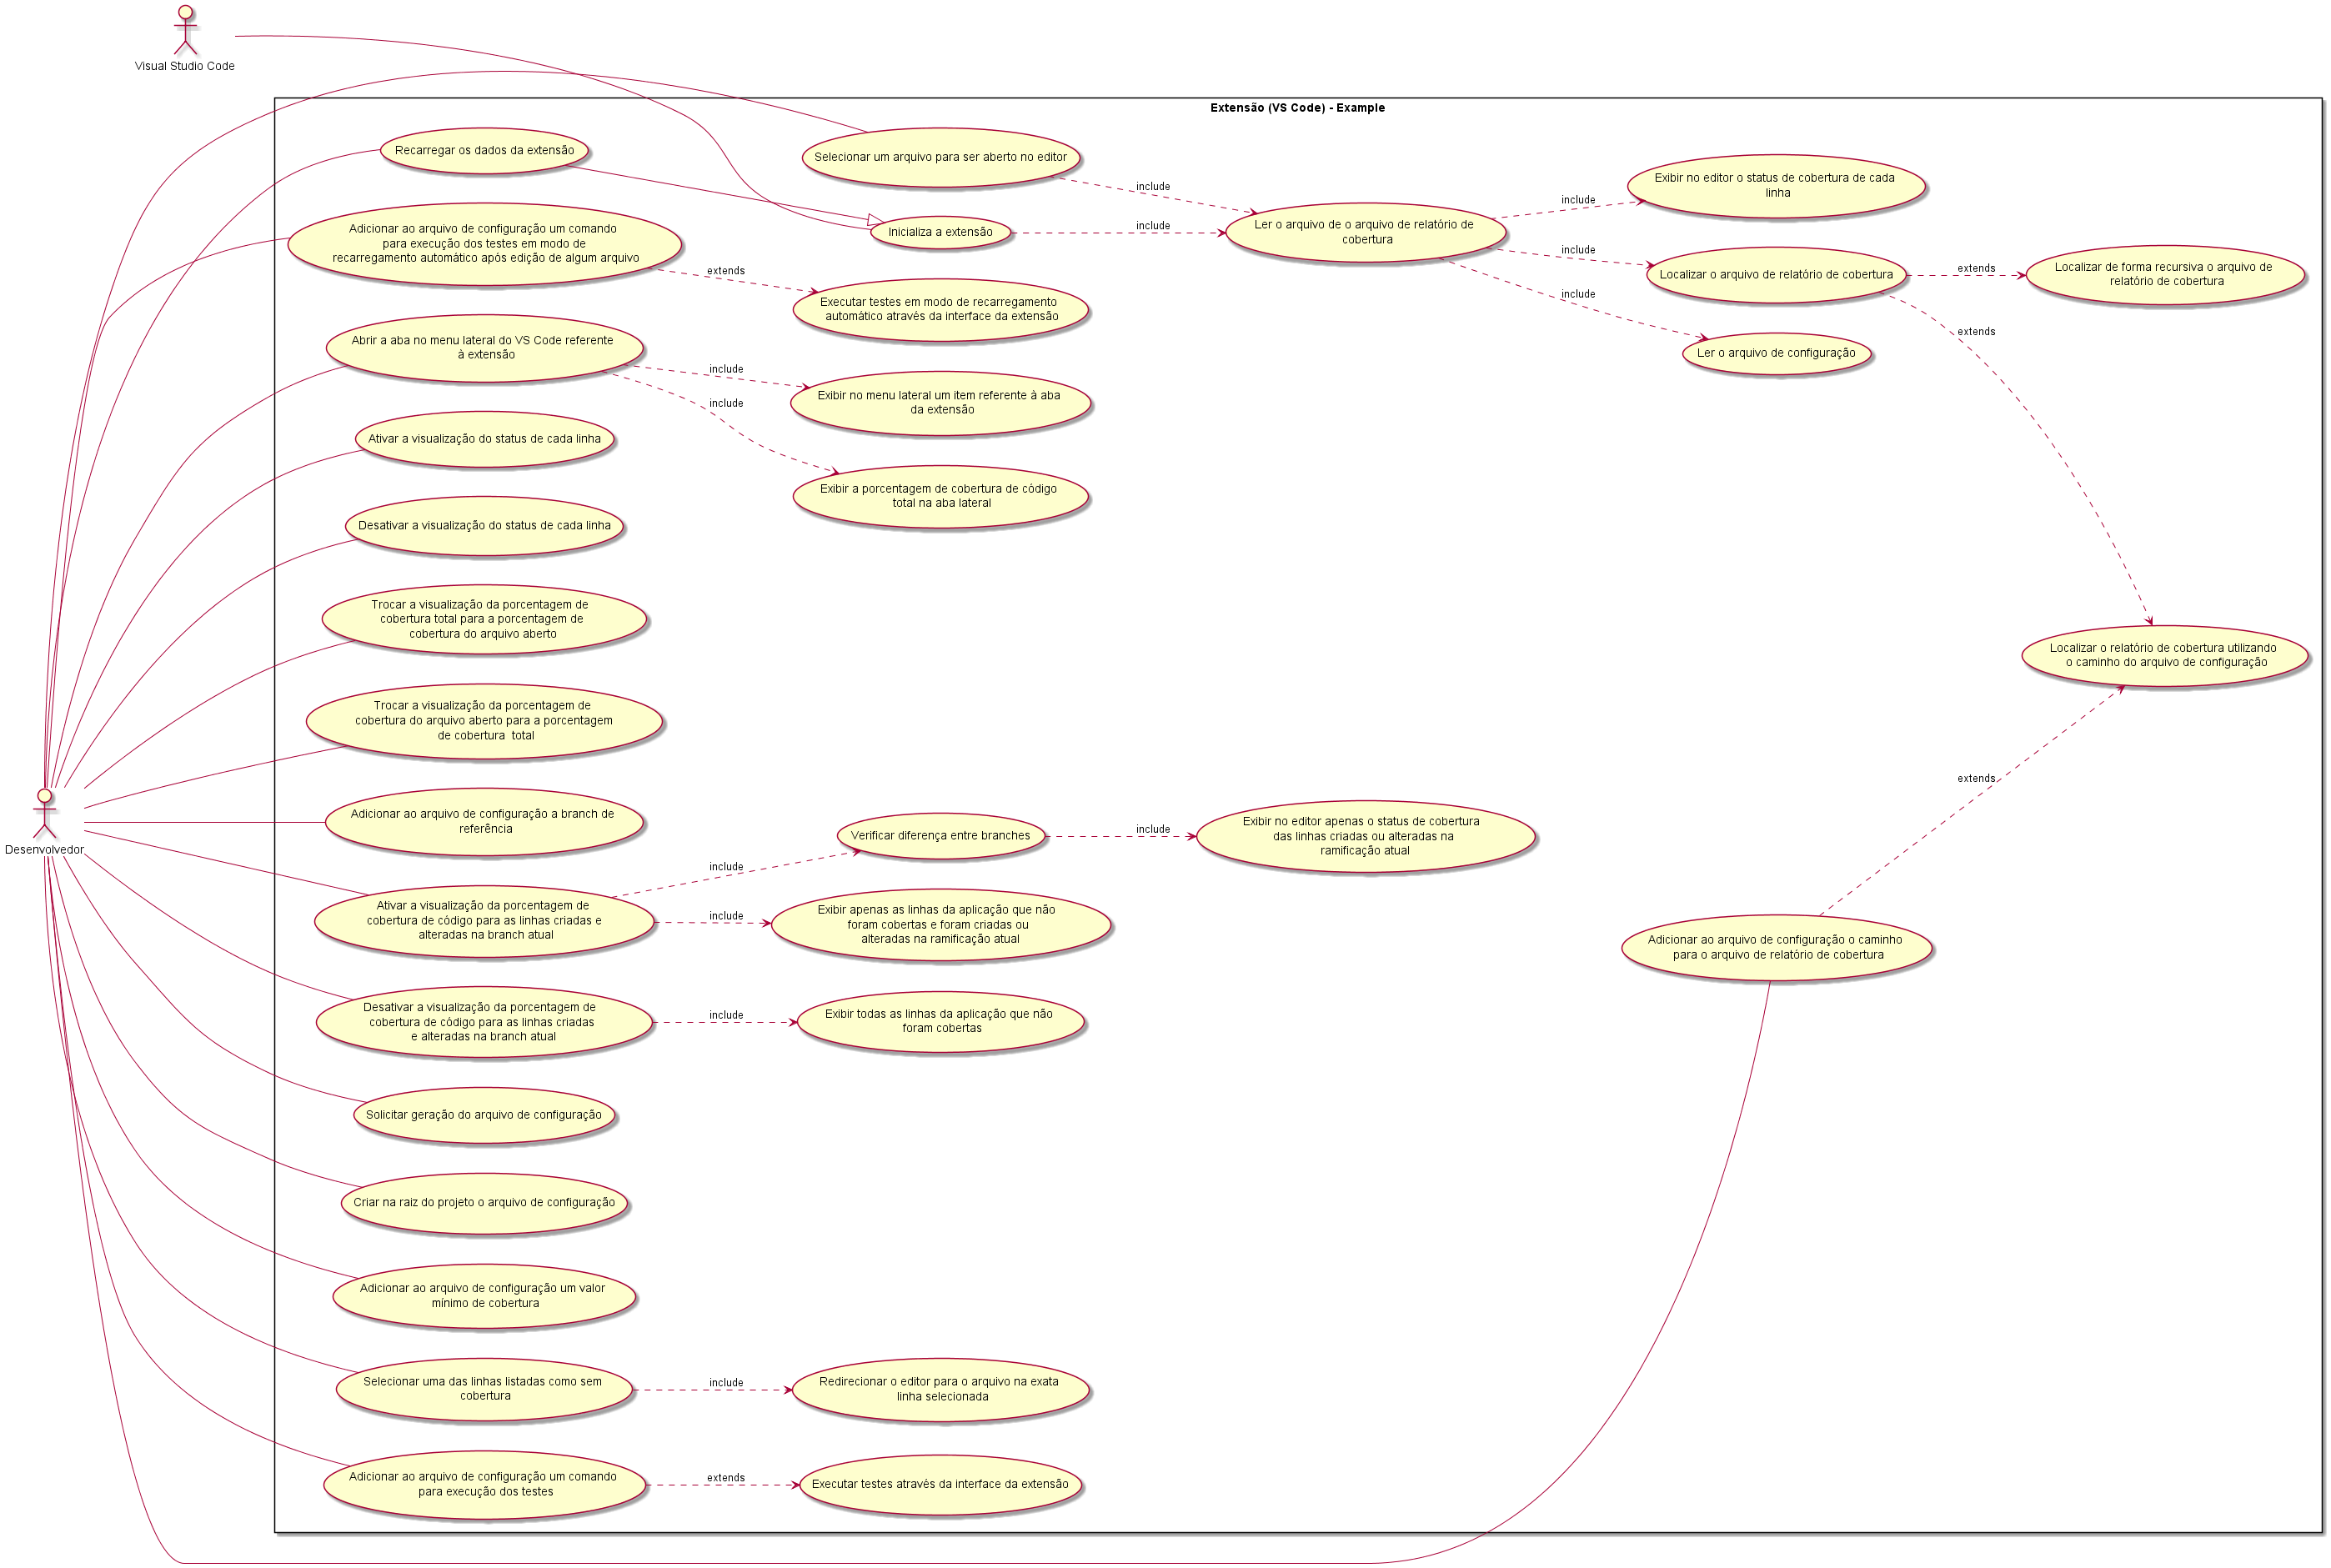 Visual Studio Code
Extensão (VS Code) - Example
Recarregar os dados da extensão
Selecionar um arquivo para ser aberto no editor
include
Exibir no editor o status de cobertura de cada
linha
include
Adicionar ao arquivo de configuração um comando
para execução dos testes em modo de
recarregamento automático após edição de algum arquivo
Inicializa a extensão
include
Ler o arquivo de o arquivo de relatório de
cobertura
include
Localizar o arquivo de relatório de cobertura
extends
Localizar de forma recursiva o arquivo de
relatório de cobertura
extends
Executar testes em modo de recarregamento
automático através da interface da extensão
include
Ler o arquivo de configuração
extends
Abrir a aba no menu lateral do VS Code referente
à extensão
include
Exibir no menu lateral um item referente à aba
da extensão
include
Ativar a visualização do status de cada linha
Exibir a porcentagem de cobertura de código
total na aba lateral
Desativar a visualização do status de cada linha
Trocar a visualização da porcentagem de
cobertura total para a porcentagem de
cobertura do arquivo aberto
Localizar o relatório de cobertura utilizando
o caminho do arquivo de configuração
Trocar a visualização da porcentagem de
cobertura do arquivo aberto para a porcentagem
de cobertura  total
extends
Desenvolvedor
Adicionar ao arquivo de configuração a branch de
referência
Verificar diferença entre branches
include
Exibir no editor apenas o status de cobertura
das linhas criadas ou alteradas na
ramificação atual
include
Ativar a visualização da porcentagem de
cobertura de código para as linhas criadas e
alteradas na branch atual
include
Exibir apenas as linhas da aplicação que não
foram cobertas e foram criadas ou
alteradas na ramificação atual
Adicionar ao arquivo de configuração o caminho
para o arquivo de relatório de cobertura
Desativar a visualização da porcentagem de
cobertura de código para as linhas criadas
e alteradas na branch atual
include
Exibir todas as linhas da aplicação que não
foram cobertas
Solicitar geração do arquivo de configuração
Criar na raiz do projeto o arquivo de configuração
Adicionar ao arquivo de configuração um valor
mínimo de cobertura
Selecionar uma das linhas listadas como sem
cobertura
include
Redirecionar o editor para o arquivo na exata
linha selecionada
Adicionar ao arquivo de configuração um comando
para execução dos testes
extends
Executar testes através da interface da extensão